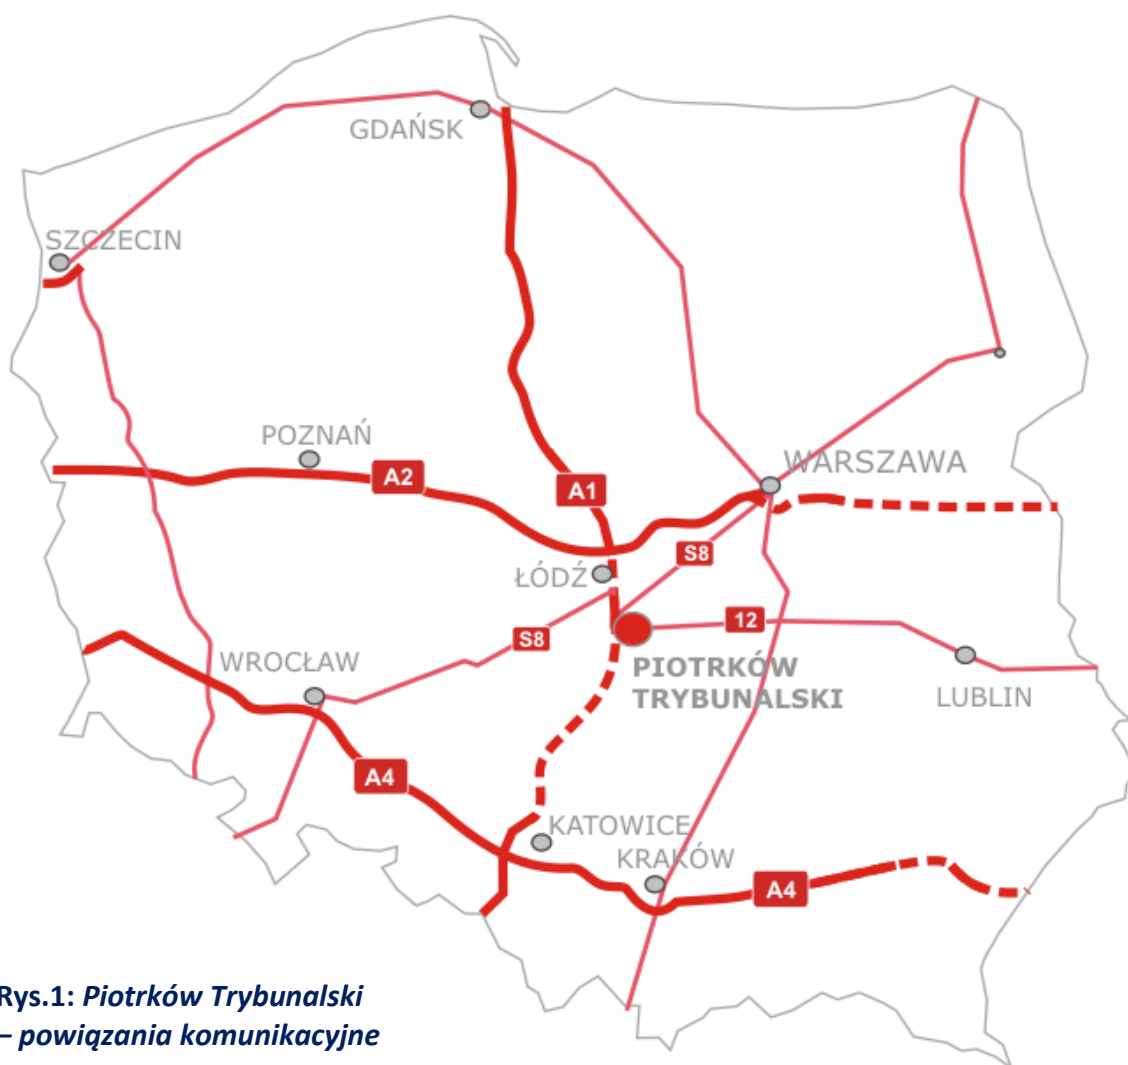 GDAŃSK
SZCZECIN
POZNAŃ
A2
A1
WARSZAWA
S8
ŁÓDŹ
12
S8
PIOTRKÓW
TRYBUNALSKI
WROCŁAW
LUBLIN
A4
KATOWICE
KRAKÓW
A4
Rys.1: Piotrków Trybunalski
– powiązania komunikacyjne